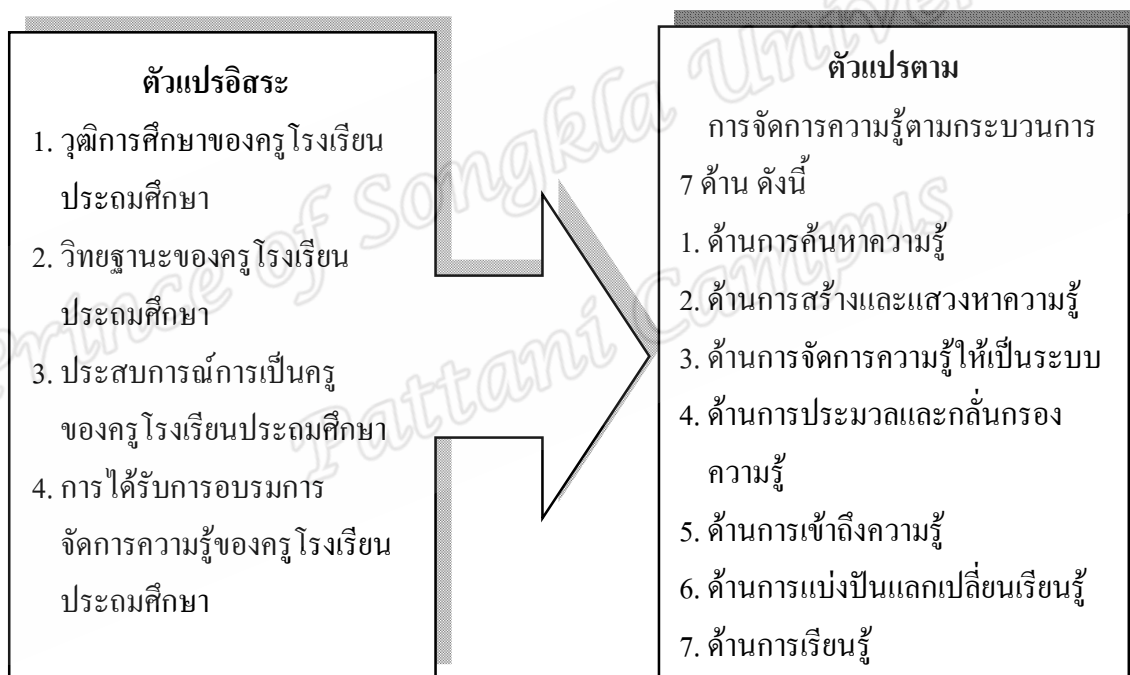 ตัวแปรอิสระ
1. วุฒิการศึกษาของครูโรงเรียน
ประถมศึกษา
2. วิทยฐานะของครูโรงเรียน
ประถมศึกษา
3. ประสบการณ์การเป็นครู
ของครูโรงเรียนประถมศึกษา
4. การได้รับการอบรมการ
จัดการความรู้ของครูโรงเรียน
ประถมศึกษา
ตัวแปรตาม
การจัดการความรู้ตามกระบวนการ
7 ด้าน ดังนี้
1. ด้านการค้นหาความรู้
2. ด้านการสร้างและแสวงหาความรู้
3. ด้านการจัดการความรู้ให้เป็นระบบ
4. ด้านการประมวลและกลั่นกรอง
ความรู้
5. ด้านการเข้าถึงความรู้
6. ด้านการแบ่งปันแลกเปลี่ยนเรียนรู้
7. ด้านการเรียนรู้
Prince of Songkla
Pattani Campus